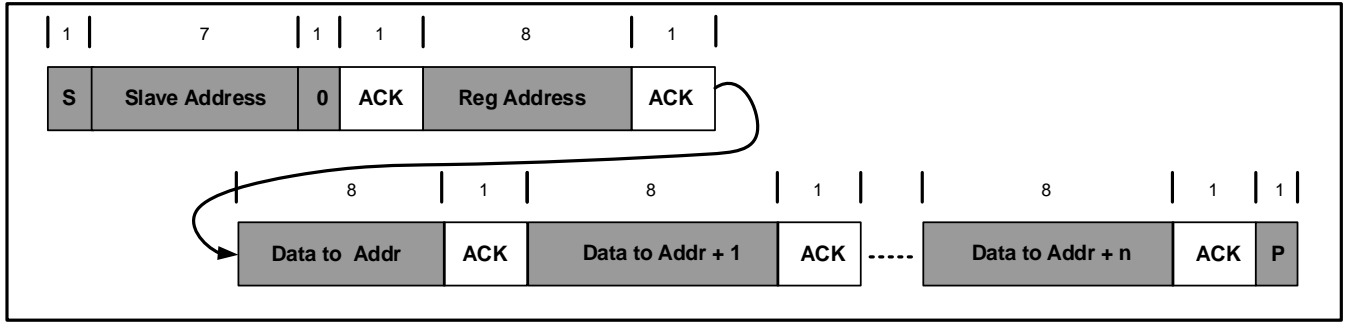 1 7 1 1 8 1
S Slave Address 0 ACK Reg Address ACK
8 1 8 1 8 1 1
Data to Addr ACK Data to Addr + 1 ACK Data to Addr + n ACK P